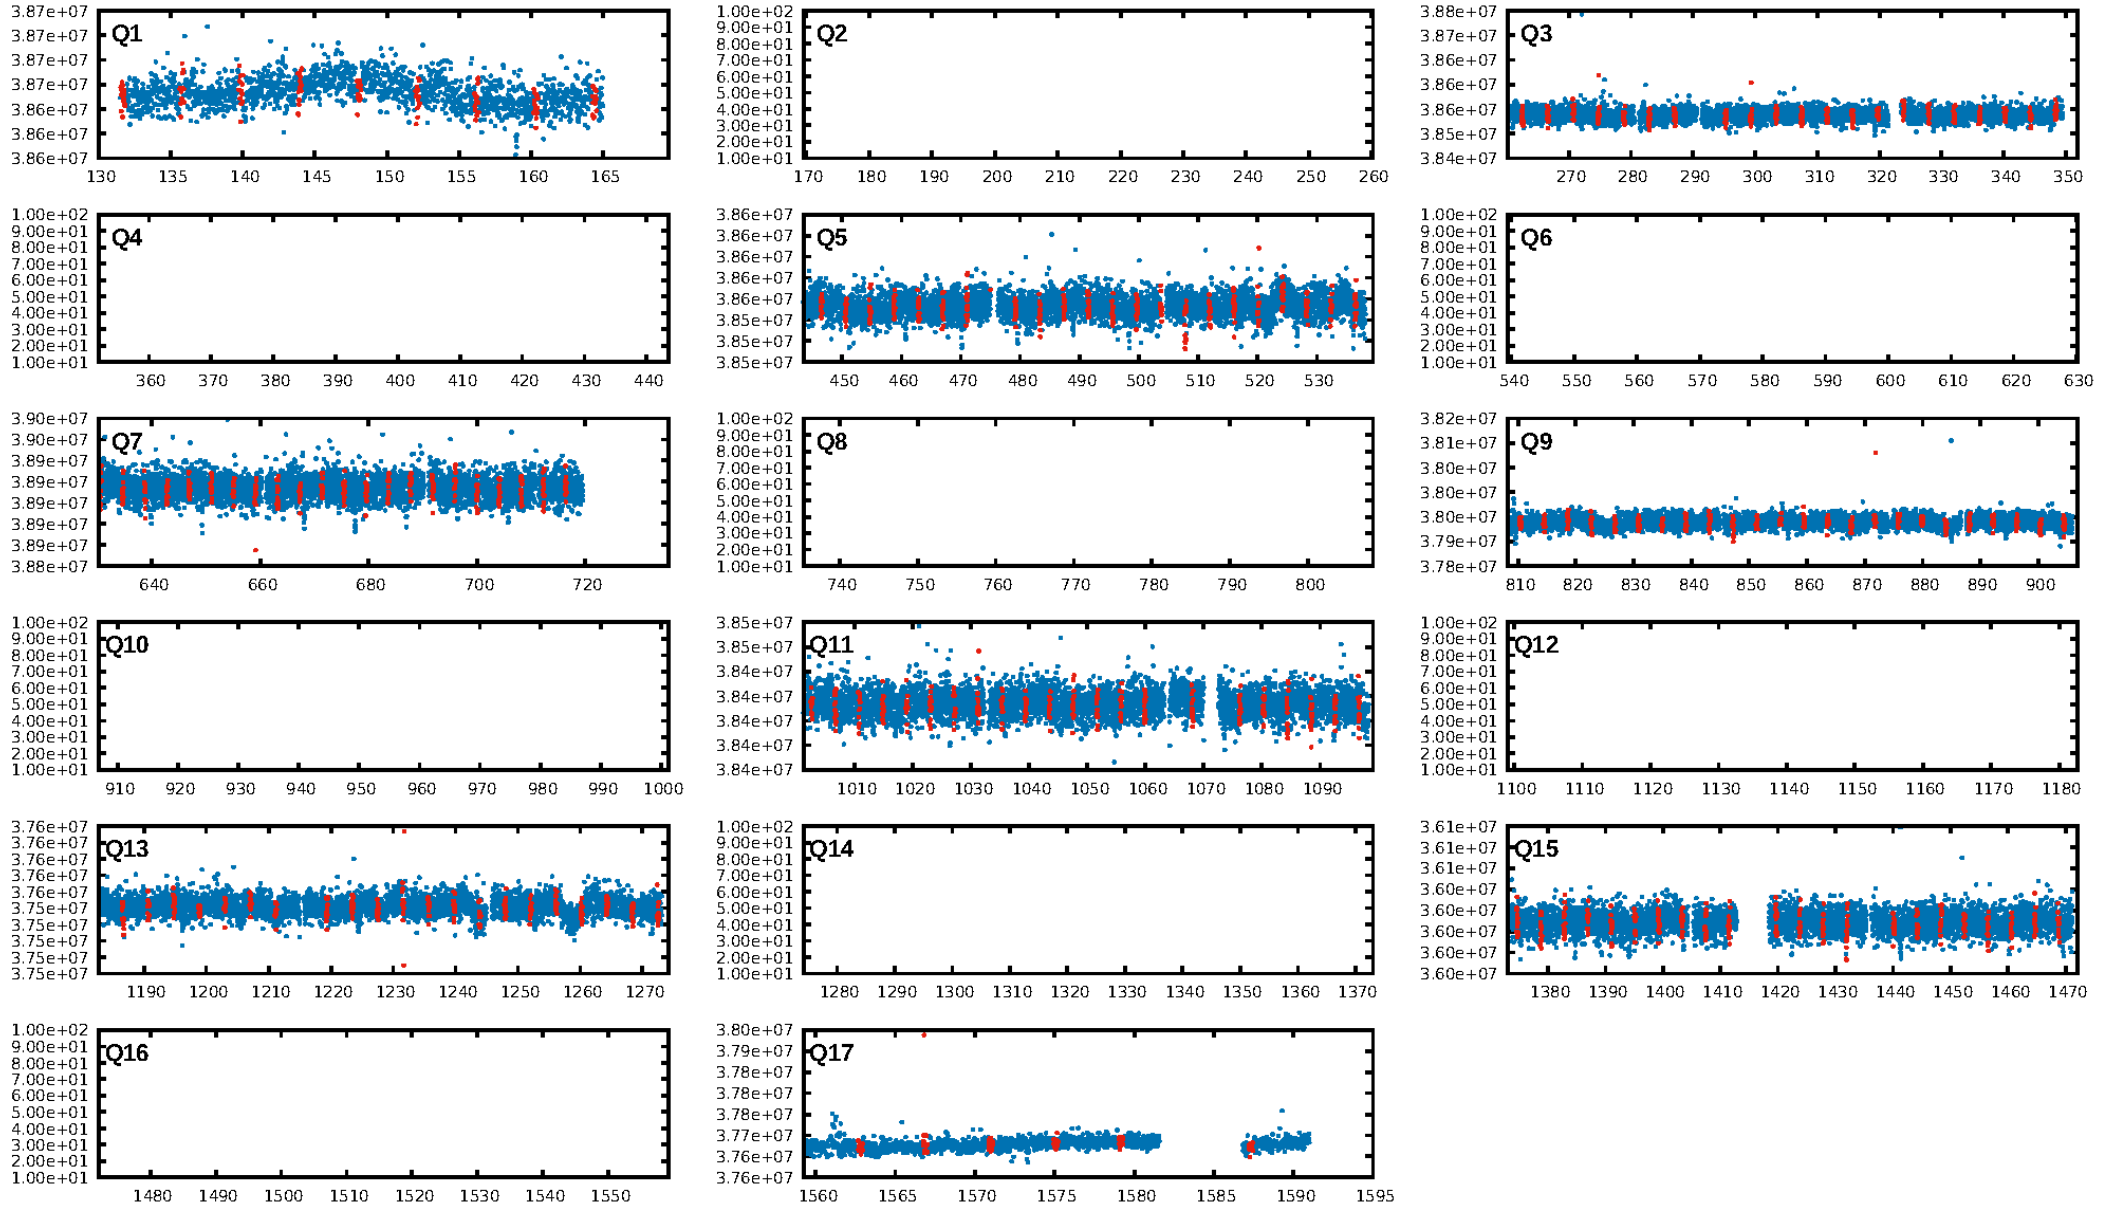 3.87e+07 3.87e+07 3.87e+07 3.87e+07 3.86e+07 3.86e+07 3.86e+07
Q1
130 135 140 145 150 155 160 165
1.00e+02 9.00e+01 8.00e+01 7.00e+01 6.00e+01 5.00e+01 4.00e+01 3.00e+01 2.00e+01 1.00e+01
Q2
170 180 190 200 210 220 230 240 250 260
3.88e+07 3.87e+07 3.87e+07 3.86e+07 3.86e+07 3.85e+07 3.84e+07
Q3
270 280 290 300 310 320 330 340 350
1.00e+02 9.00e+01 8.00e+01 7.00e+01 6.00e+01 5.00e+01 4.00e+01 3.00e+01 2.00e+01 1.00e+01
Q4
360 370 380 390 400 410 420 430 440
3.86e+07 3.86e+07 3.86e+07 3.86e+07 3.86e+07 3.85e+07 3.85e+07 3.85e+07
Q5
450 460 470 480 490 500 510 520 530
1.00e+02 9.00e+01 8.00e+01 7.00e+01 6.00e+01 5.00e+01 4.00e+01 3.00e+01 2.00e+01 1.00e+01
Q6
540 550 560 570 580 590 600 610 620 630
3.90e+07 3.90e+07 3.89e+07 3.89e+07 3.89e+07 3.89e+07 3.89e+07 3.88e+07
Q7
640 660 680 700 720
1.00e+02 9.00e+01 8.00e+01 7.00e+01 6.00e+01 5.00e+01 4.00e+01 3.00e+01 2.00e+01 1.00e+01
Q8
740 750 760 770 780 790 800
3.82e+07 3.81e+07 3.80e+07 3.80e+07 3.80e+07 3.79e+07 3.78e+07
Q9
810 820 830 840 850 860 870 880 890 900
1.00e+02 9.00e+01 8.00e+01 7.00e+01 6.00e+01 5.00e+01 4.00e+01 3.00e+01 2.00e+01 1.00e+01
Q10
910 920 930 940 950 960 970 980 990 1000
3.85e+07 3.85e+07 3.84e+07 3.84e+07 3.84e+07 3.84e+07 3.84e+07
Q11
1010 1020 1030 1040 1050 1060 1070 1080 1090
1.00e+02 9.00e+01 8.00e+01 7.00e+01 6.00e+01 5.00e+01 4.00e+01 3.00e+01 2.00e+01 1.00e+01
Q12
1100 1110 1120 1130 1140 1150 1160 1170 1180
3.76e+07 3.76e+07 3.76e+07 3.76e+07 3.76e+07 3.75e+07 3.75e+07 3.75e+07 3.75e+07 3.75e+07
Q13
1190 1200 1210 1220 1230 1240 1250 1260 1270
1.00e+02 9.00e+01 8.00e+01 7.00e+01 6.00e+01 5.00e+01 4.00e+01 3.00e+01 2.00e+01 1.00e+01
Q14
1280 1290 1300 1310 1320 1330 1340 1350 1360 1370
3.61e+07 3.61e+07 3.61e+07 3.60e+07 3.60e+07 3.60e+07 3.60e+07 3.60e+07
Q15
1380 1390 1400 1410 1420 1430 1440 1450 1460 1470
1.00e+02 9.00e+01 8.00e+01 7.00e+01 6.00e+01 5.00e+01 4.00e+01 3.00e+01 2.00e+01 1.00e+01
Q16
1480 1490 1500 1510 1520 1530 1540 1550
3.80e+07 3.79e+07 3.78e+07 3.78e+07 3.78e+07 3.77e+07 3.76e+07 3.76e+07
Q17
1560 1565 1570 1575 1580 1585 1590 1595